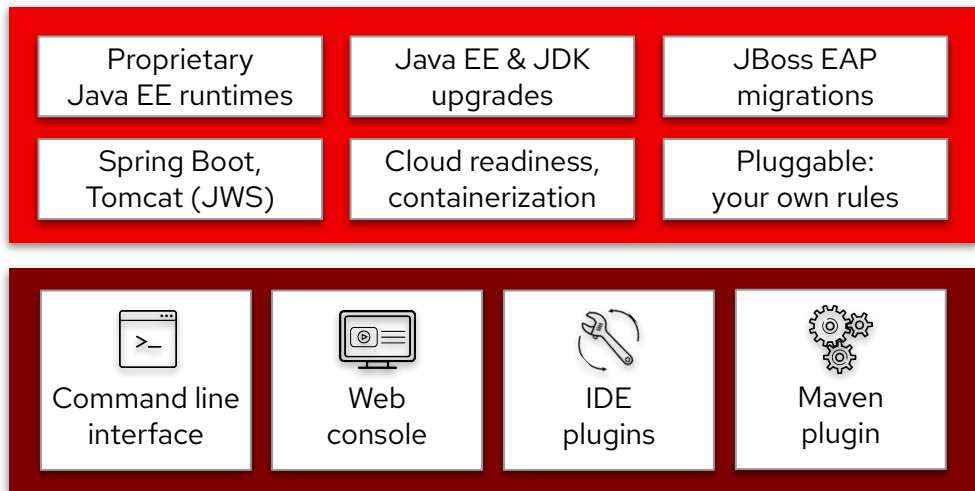 Proprietary
Java EE runtimes
Java EE & JDK
upgrades
JBoss EAP
migrations
Spring Boot,
Tomcat (JWS)
Cloud readiness,
containerization
Pluggable:
your own rules
>_
Command line
interface
Web
console
IDE
plugins
Maven
plugin